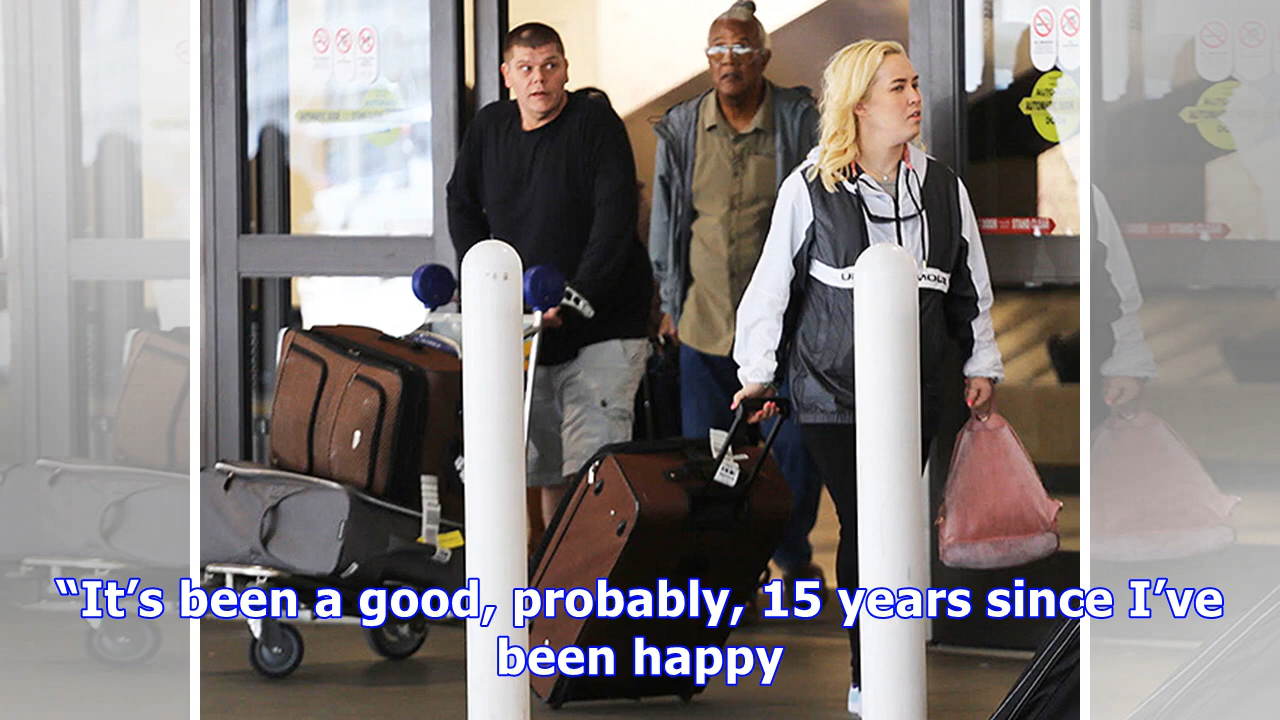 “It’s been a good, probably, 15 years since I’ve
been happy